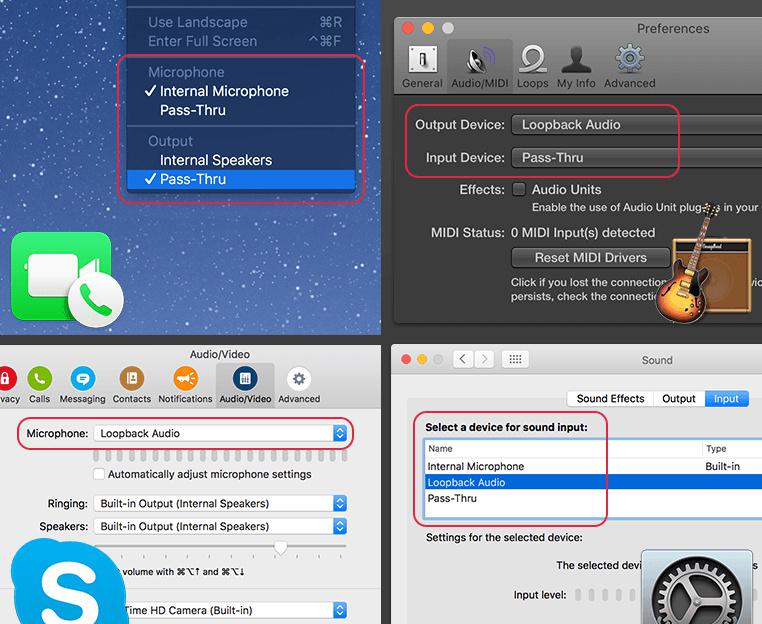 Use Landscape ⌘R
Enter Full Screen ^⌘F
Microphone
✓ Internal Microphone
Pass-Thru
Output
Internal Speakers
✓ Pass-Thru
Preferences
General Audio/MIDI Loops My Info Advanced
Output Device: Loopback Audio
Input Device: Pass-Thru
Effects: Audio Units
Enable the use of Audio Unit plug-ins in your
MIDI Status: 0 MIDI Input(s) detected
Reset MIDI Drivers
Click if you lost the connection
persists, check the connectio
Audio/Video
vacy Calls Messaging Contacts Notifications Audio/Video Advanced
Microphone: Loopback Audio
Automatically adjust microphone settings
Ringing: Built-in Output (Internal Speakers)
Speakers: Built-in Output (Internal Speakers)
volume with ⌘⌥↑ and ⌘⌥↓
Time HD Camera (Built-in)
S
Sound
Sound Effects Output Input
Select a device for sound input:
Name Type
Internal Microphone Built-in
Loopback Audio
Pass-Thru
Settings for the selected device:
The selected devi
Input level: